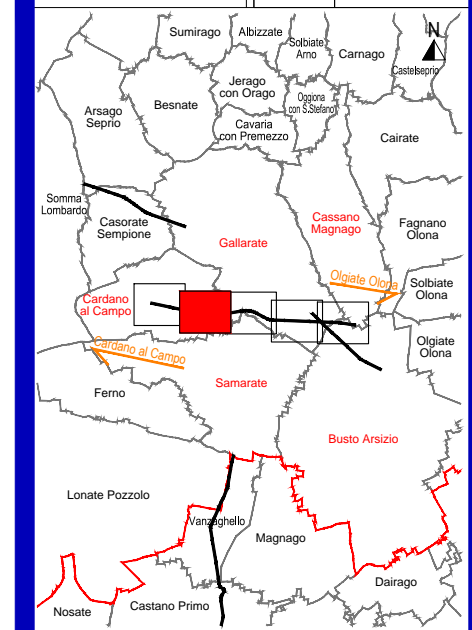 Sumirago
Albizzate
Solbiate
Arno
Carnago
N
Castelseprio
Jerago
con Orago
Oggiona
con S.Stefano
Besnate
Arsago
Seprio
Cavaria
con Premezzo
Cairate
Somma
Lombardo
Casorate
Sempione
Gallarate
Cassano
Magnago
Fagnano
Olona
Olgiate Olona
Solbiate
Olona
Cardano
al Campo
Olgiate
Olona
Cardano al Campo
Ferno
Samarate
Busto Arsizio
Lonate Pozzolo
Vanzaghello
Magnago
Dairago
Nosate
Castano Primo